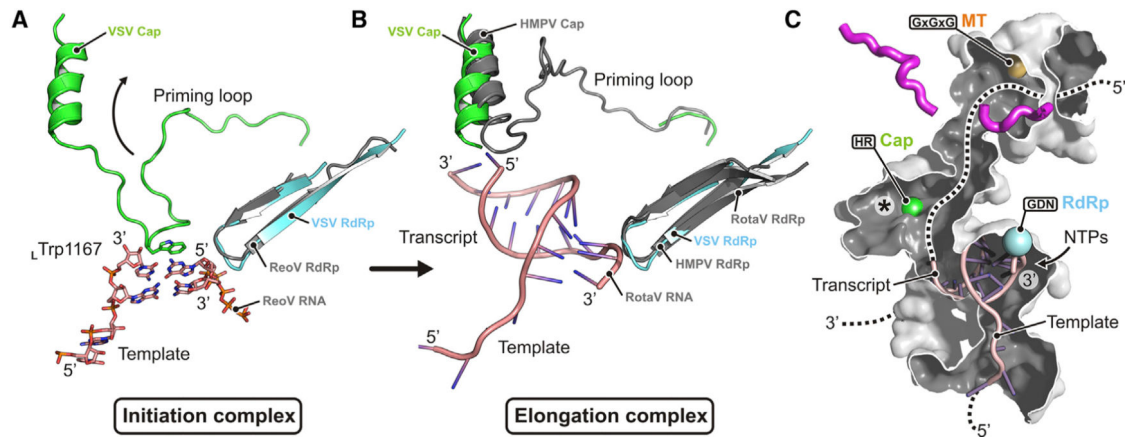 A
VSV Cap
Priming loop
LTrp1167
3’
5’
VSV RdRp
ReoV RdRp
3’
ReoV RNA
Template
5’
Initiation complex
B
HMPV Cap
VSV Cap
Priming loop
3’
5’
Transcript
RotaV RdRp
VSV RdRp
HMPV RdRp
3’
RotaV RNA
5’
Template
Elongation complex
C
GxGxG MT
5’
HR Cap
*
GDN RdRp
NTPs
Transcript
3’
3’
Template
5’